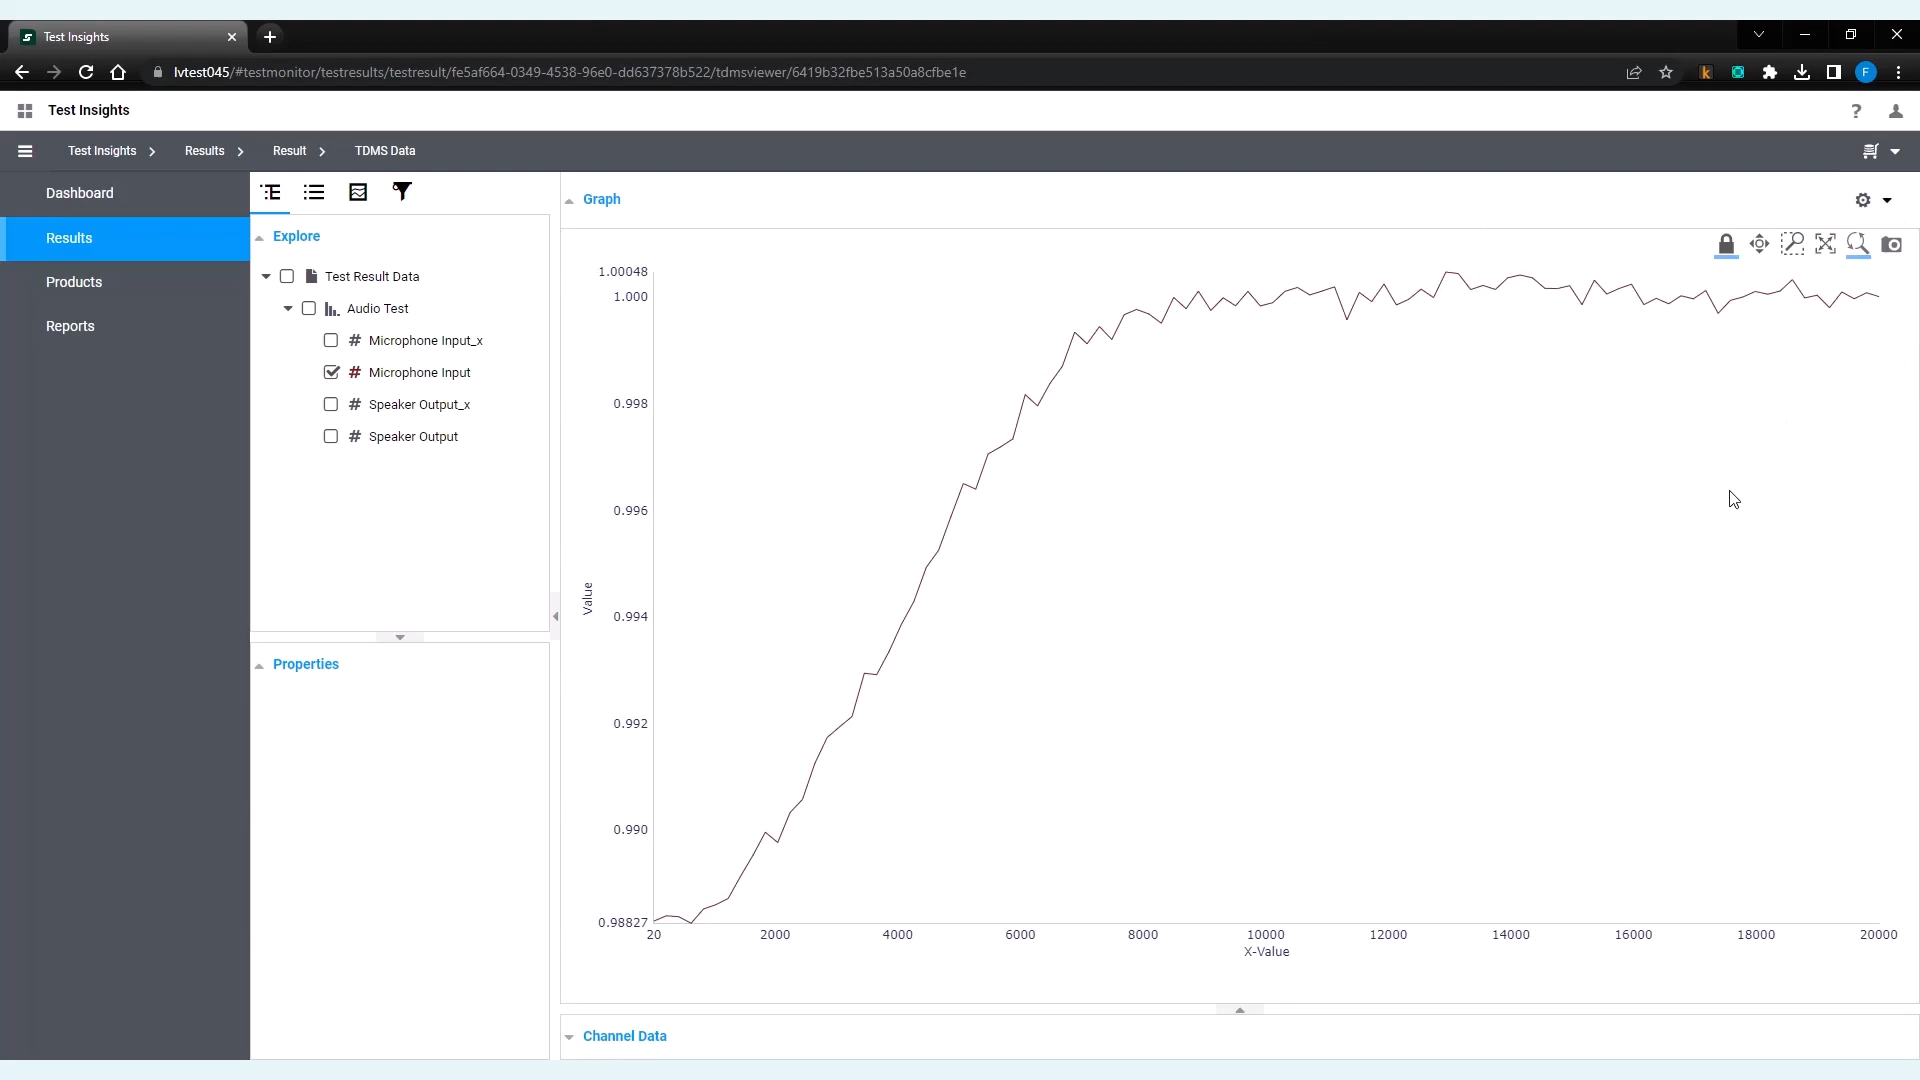 Test Insights
lvtest045/#testmonitor/testresults/testresult/fe5af664-0349-4538-96e0-dd637378b522/tdmsviewer/6419b32fbe513a50a8cfbe1e
k
F
Test Insights
?
Test Insights
Results
Result
TDMS Data
Dashboard
Results
Products
Reports
Explore
Test Result Data
Audio Test
# Microphone Input_x
# Microphone Input
# Speaker Output_x
# Speaker Output
Properties
Graph
1.00048
1.000
0.998
0.996
0.994
0.992
0.990
0.98827
Value
20 2000 4000 6000 8000 10000 12000 14000 16000 18000 20000
X-Value
Channel Data